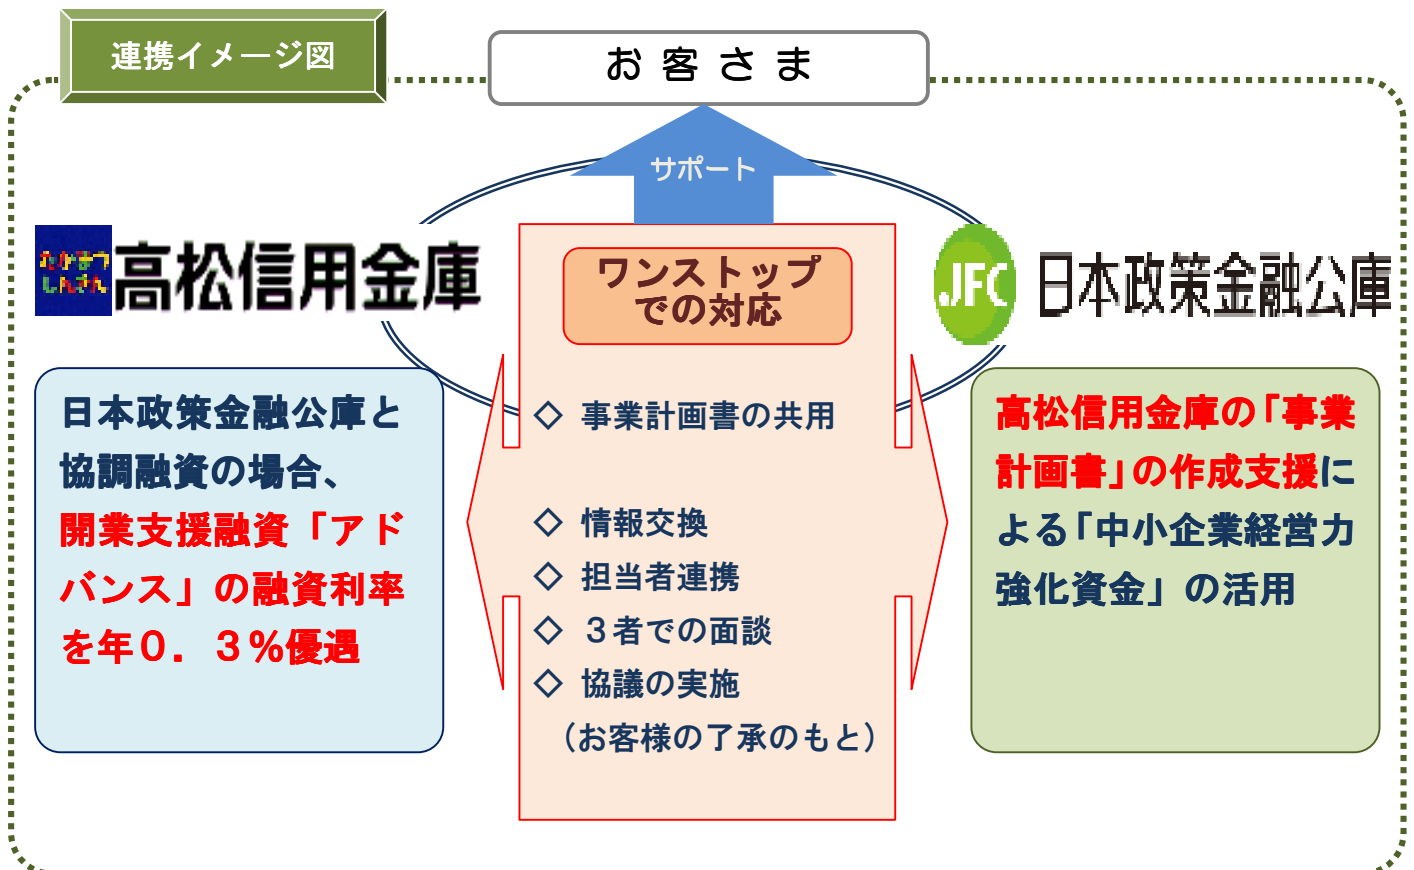 連携イメージ図
お客さま
サポート
たかまつ
しんきん
高松信用金庫
ワンストップ
での対応
JFC 日本政策金融公庫
日本政策金融公庫と
協調融資の場合、
開業支援融資「アド
バンス」の融資利率
を年０．３％優遇
◇ 事業計画書の共用
◇ 情報交換
◇ 担当者連携
◇ ３者での面談
◇ 協議の実施
（お客様の了承のもと）
高松信用金庫の「事業
計画書」の作成支援に
よる「中小企業経営力
強化資金」の活用